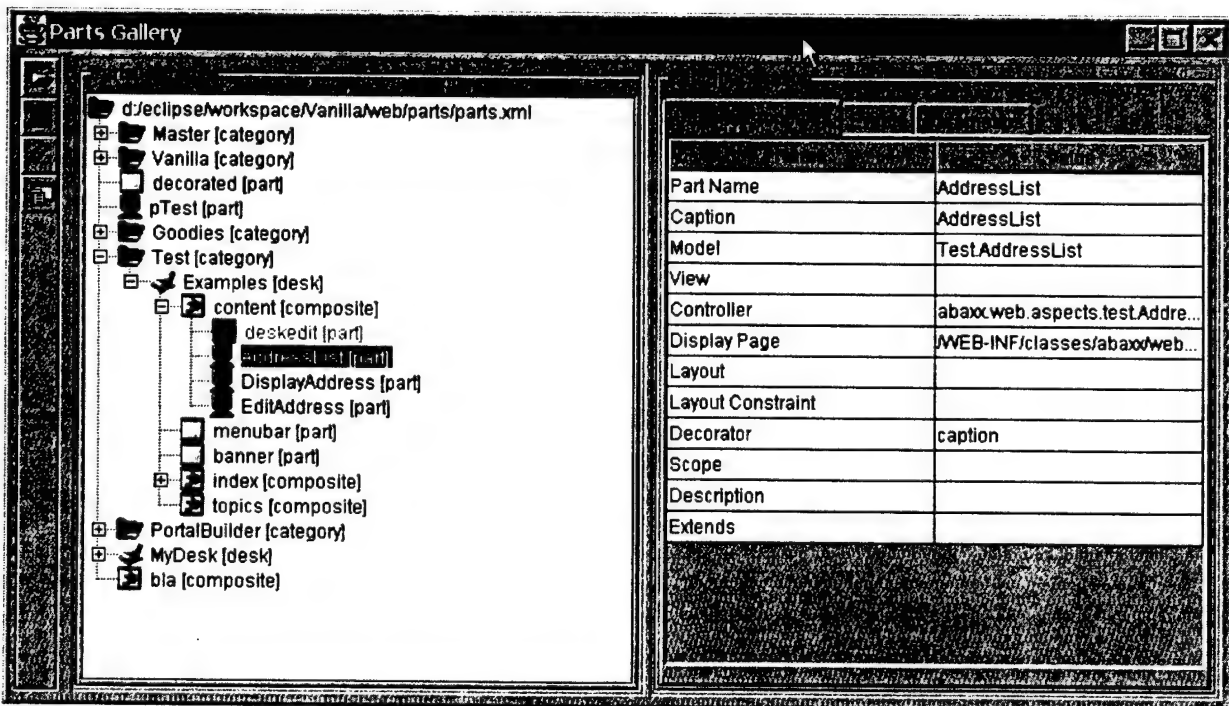 Parts Gallery
d:/eclipse/workspace/Vanilla/web/parts/parts.xml
Master [category]
Vanilla [category]
decorated [part]
pTest [part]
Goodies [category]
Test [category]
Examples [desk]
content [composite]
deskedit [part]
AddressList [part]
DisplayAddress [part]
EditAddress [part]
menubar [part]
banner [part]
index [composite]
topics [composite]
PortalBuilder [category]
MyDesk [desk]
bla [composite]
Value
Part Name AddressList
Caption AddressList
Model Test.AddressList
View
Controller abaxx.web.aspects.test.Addre...
Display Page /WEB-INF/classes/abaxx/web...
Layout
Layout Constraint
Decorator caption
Scope
Description
Extends